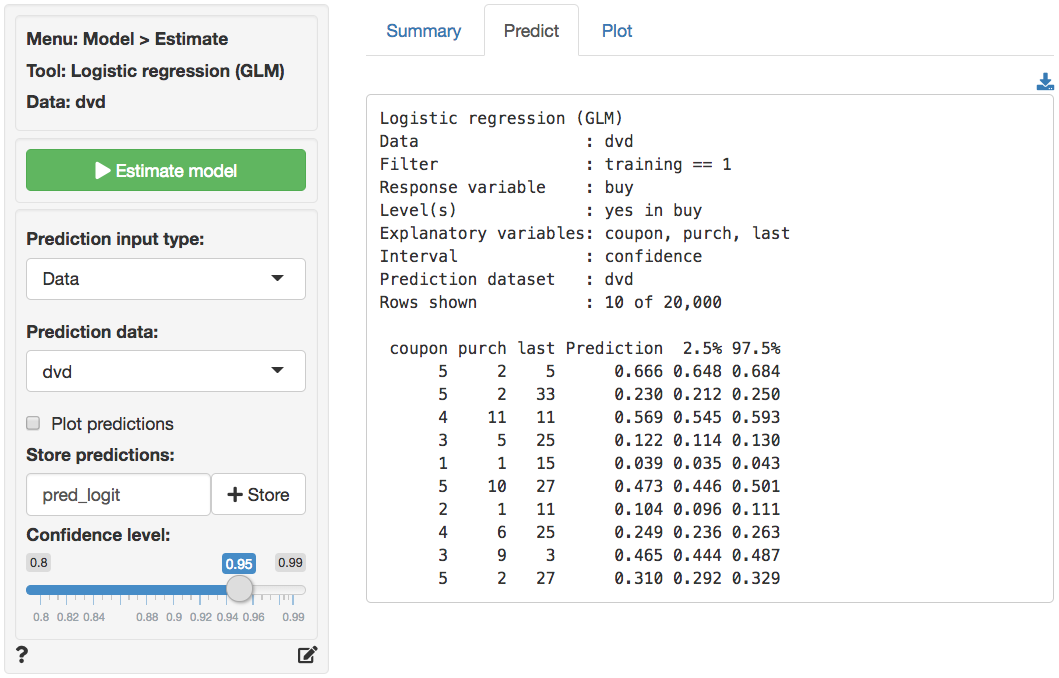 Menu: Model > Estimate
Tool: Logistic regression (GLM)
Data: dvd
Estimate model
Prediction input type:
Data
Prediction data:
dvd
Plot predictions
Store predictions:
pred_logit
Store
Confidence level:
0.8 0.95 0.99
0.8 0.82 0.84 0.88 0.9 0.92 0.94 0.96 0.99
?
Summary Predict Plot
Logistic regression (GLM)
Data : dvd
Filter : training == 1
Response variable : buy
Level(s) : yes in buy
Explanatory variables: coupon, purch, last
Interval : confidence
Prediction dataset : dvd
Rows shown : 10 of 20,000
coupon purch last Prediction 2.5% 97.5%
5 2 5 0.666 0.648 0.684
5 2 33 0.230 0.212 0.250
4 11 11 0.569 0.545 0.593
3 5 25 0.122 0.114 0.130
1 1 15 0.039 0.035 0.043
5 10 27 0.473 0.446 0.501
2 1 11 0.104 0.096 0.111
4 6 25 0.249 0.236 0.263
3 9 3 0.465 0.444 0.487
5 2 27 0.310 0.292 0.329